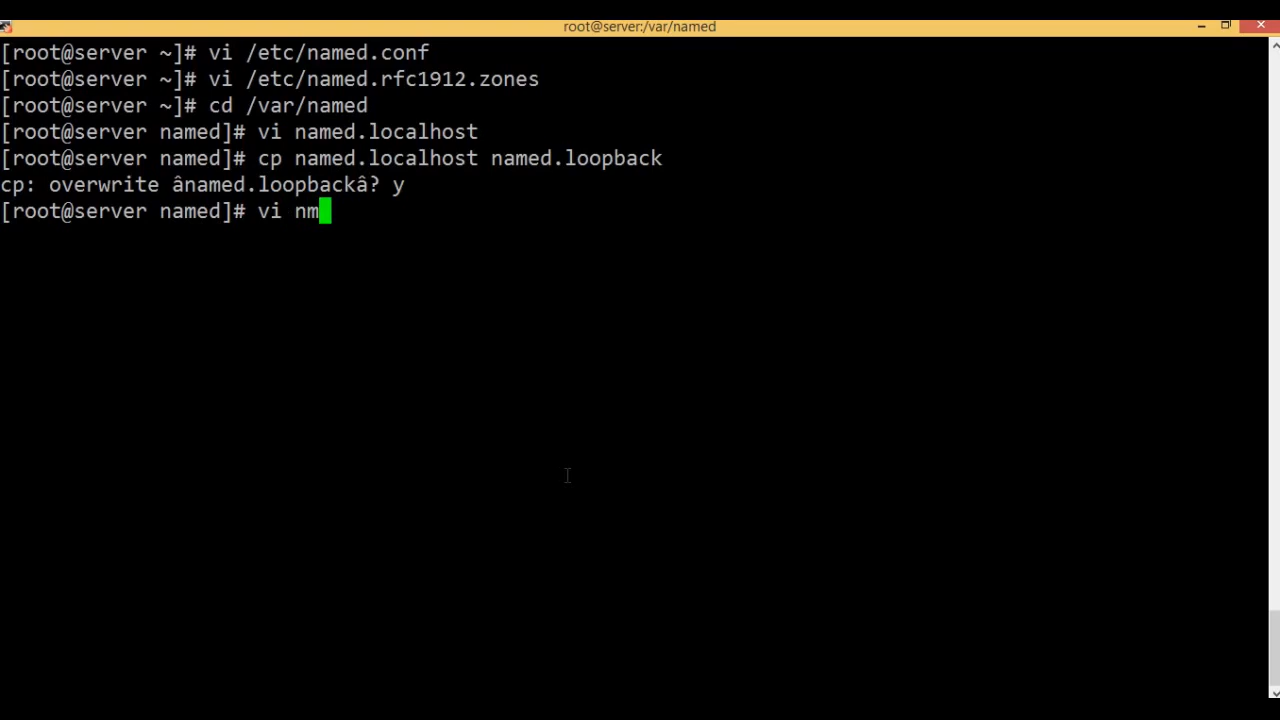 root@server:/var/named
[root@server ~]# vi /etc/named.conf
[root@server ~]# vi /etc/named.rfc1912.zones
[root@server ~]# cd /var/named
[root@server named]# vi named.localhost
[root@server named]# cp named.localhost named.loopback
cp: overwrite ânamed.loopbackâ? y
[root@server named]# vi nm